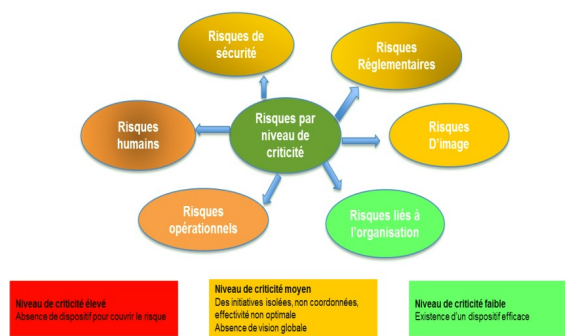 Risques de
sécurité
Risques
Réglementaires
Risques
humains
Risques par
niveau de
criticité
Risques
D'image
Risques
opérationnels
Risques liés à
l'organisation
Niveau de criticité élevé
Absence de dispositif pour couvrir le risque
Niveau de criticité moyen
Des initiatives isolées, non coordonnées,
effectivité non optimale
Absence de vision globale
Niveau de criticité faible
Existence d'un dispositif efficace